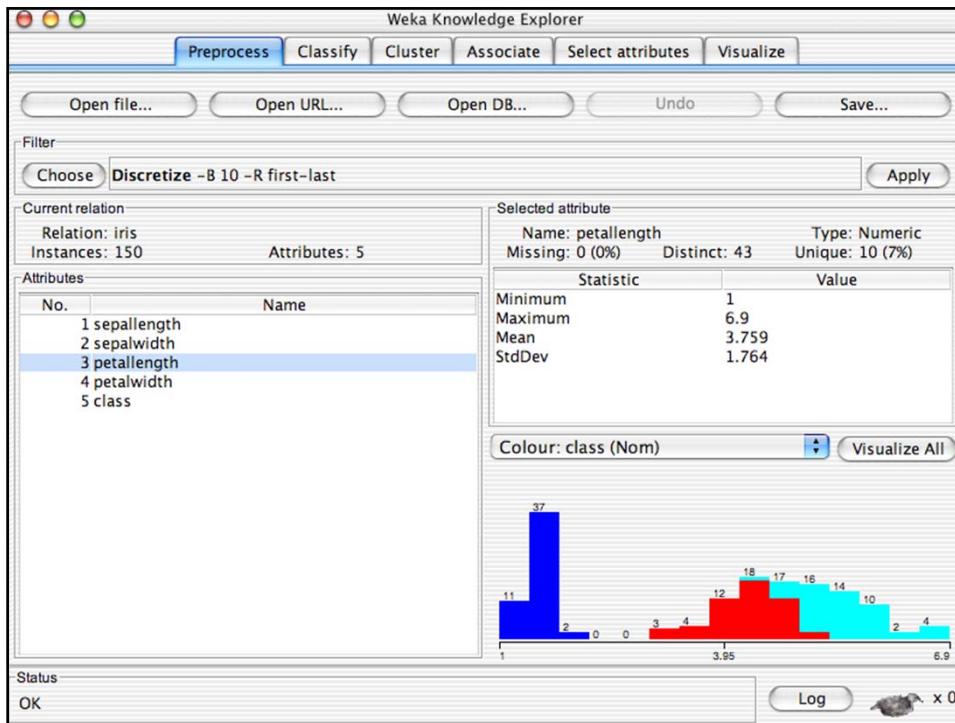 Weka Knowledge Explorer
Preprocess Classify Cluster Associate Select attributes Visualize
Open file... Open URL... Open DB... Undo Save...
Filter
Choose Discretize -B 10 -R first-last Apply
Current relation
Relation: iris
Instances: 150 Attributes: 5
Attributes
No. Name
1 sepallength
2 sepalwidth
3 petallength
4 petalwidth
5 class
Selected attribute
Name: petallength Type: Numeric
Missing: 0 (0%) Distinct: 43 Unique: 10 (7%)
Statistic Value
Minimum 1
Maximum 6.9
Mean 3.759
StdDev 1.764
Colour: class (Nom) Visualize All
11 37 2 0 0 3 4 12 18 17 16 14 10 2 4
1 3.95 6.9
Status
OK Log x 0